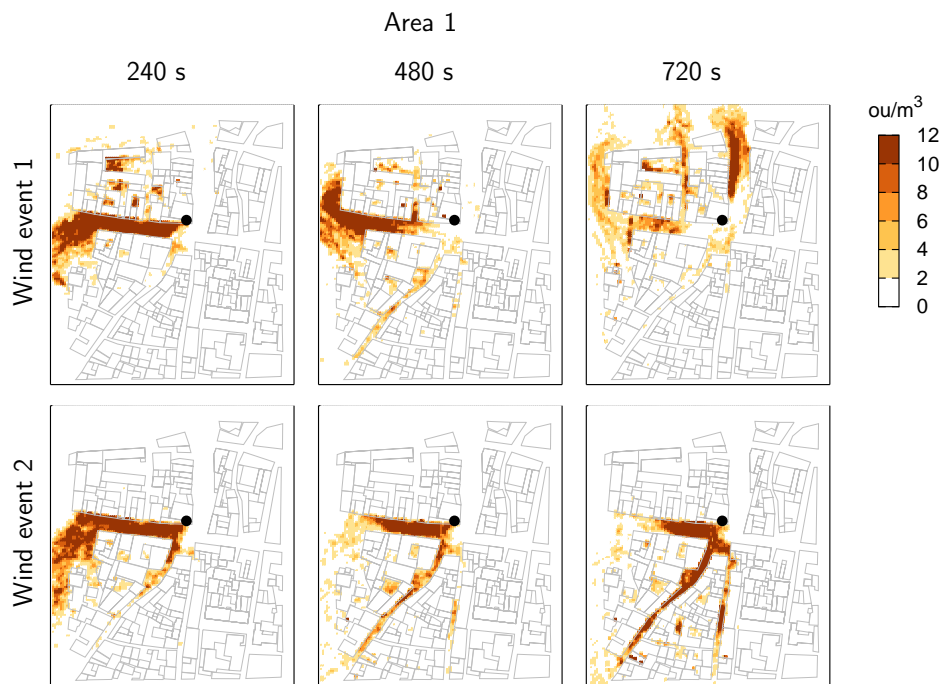 Area 1
240 s
480 s
720 s
Wind event 1
ou/m³
12
10
8
6
4
2
0
Wind event 2